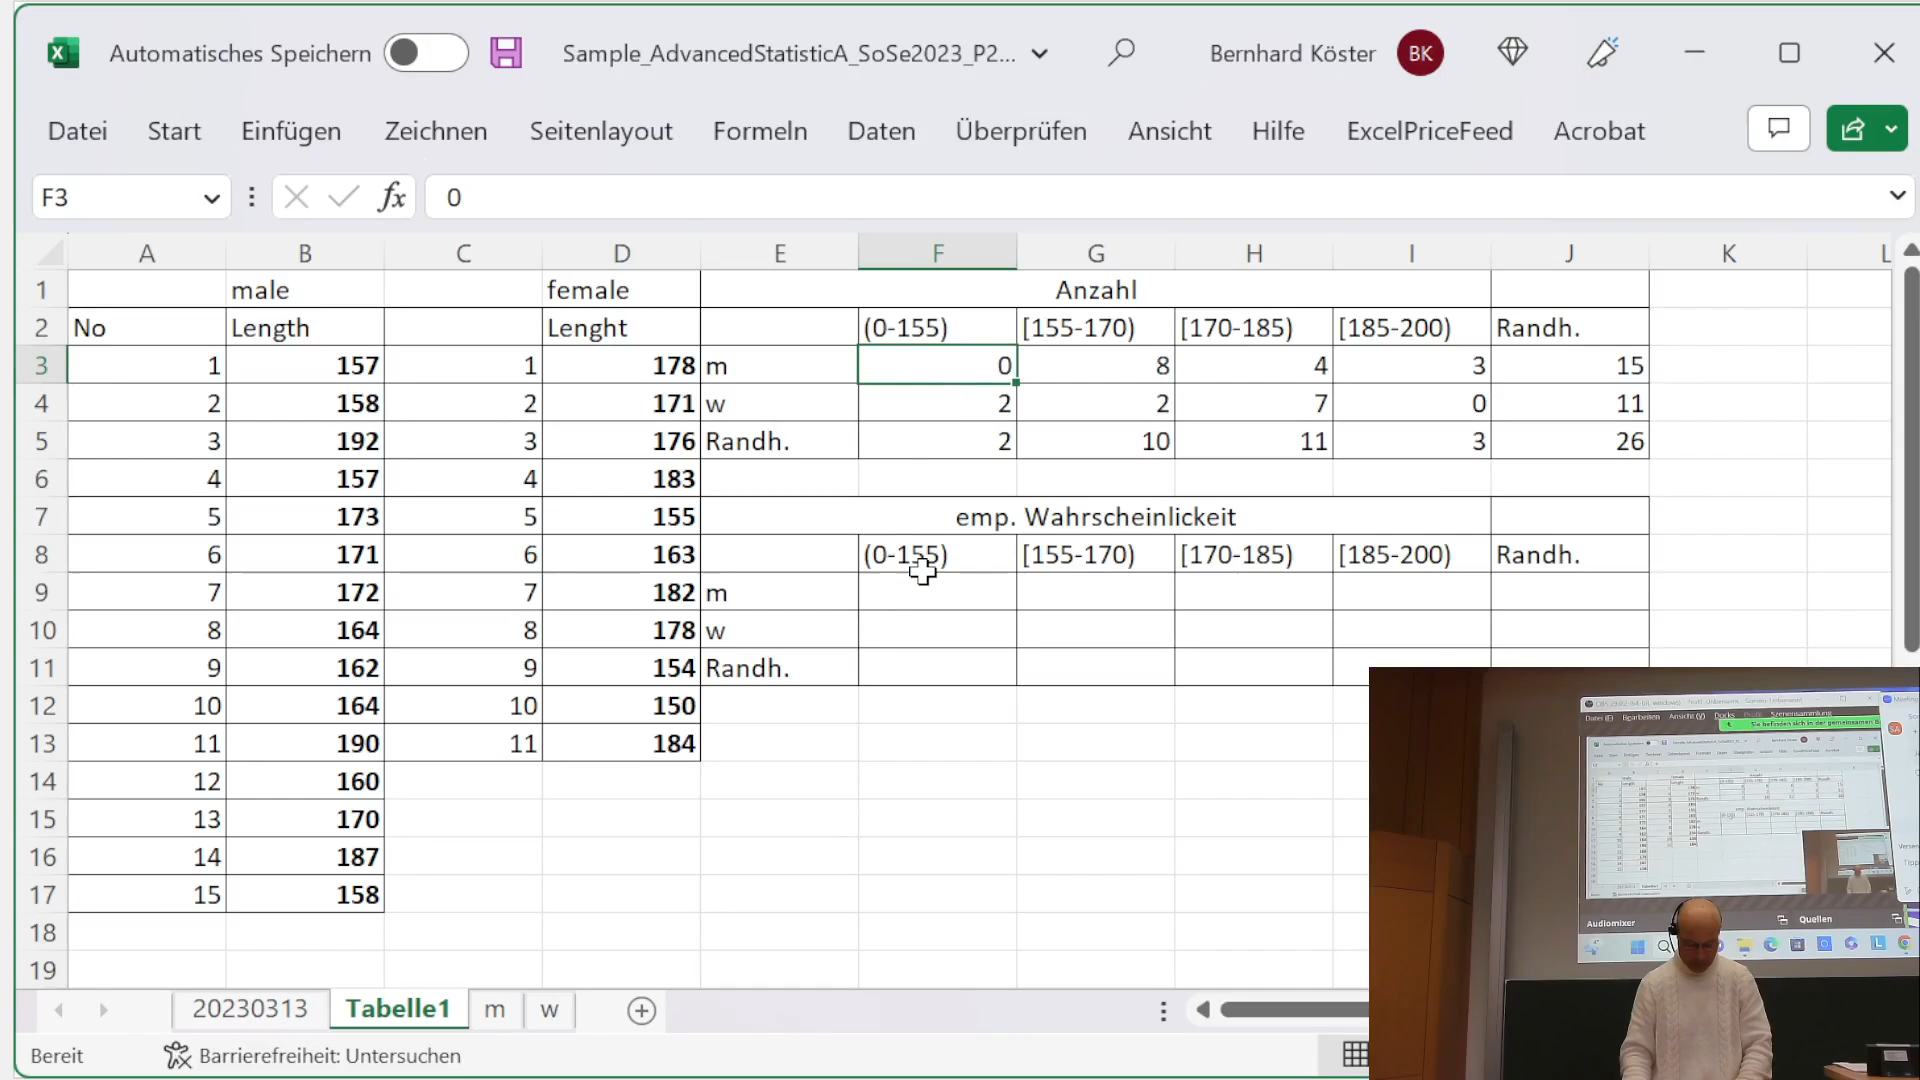 Automatisches Speichern Sample_AdvancedStatisticA_SoSe2023_P2... Bernhard Köster BK
Datei Start Einfügen Zeichnen Seitenlayout Formeln Daten Überprüfen Ansicht Hilfe ExcelPriceFeed Acrobat
F3 fx 0
A B C D E F G H I J K L
1 male female Anzahl
2 No Length Lenght (0-155) [155-170) [170-185) [185-200) Randh.
3 1 157 1 178 m 0 8 4 3 15
4 2 158 2 171 w 2 2 7 0 11
5 3 192 3 176 Randh. 2 10 11 3 26
6 4 157 4 183
7 5 173 5 155 emp. Wahrscheinlickeit
8 6 171 6 163 (0-155) [155-170) [170-185) [185-200) Randh.
9 7 172 7 182 m
10 8 164 8 178 w
11 9 162 9 154 Randh.
12 10 164 10 150
13 11 190 11 184
14 12 160
15 13 170
16 14 187
17 15 158
18
19
Audiomixer Quellen
20230313 Tabelle1 m w
Bereit Barrierefreiheit: Untersuchen